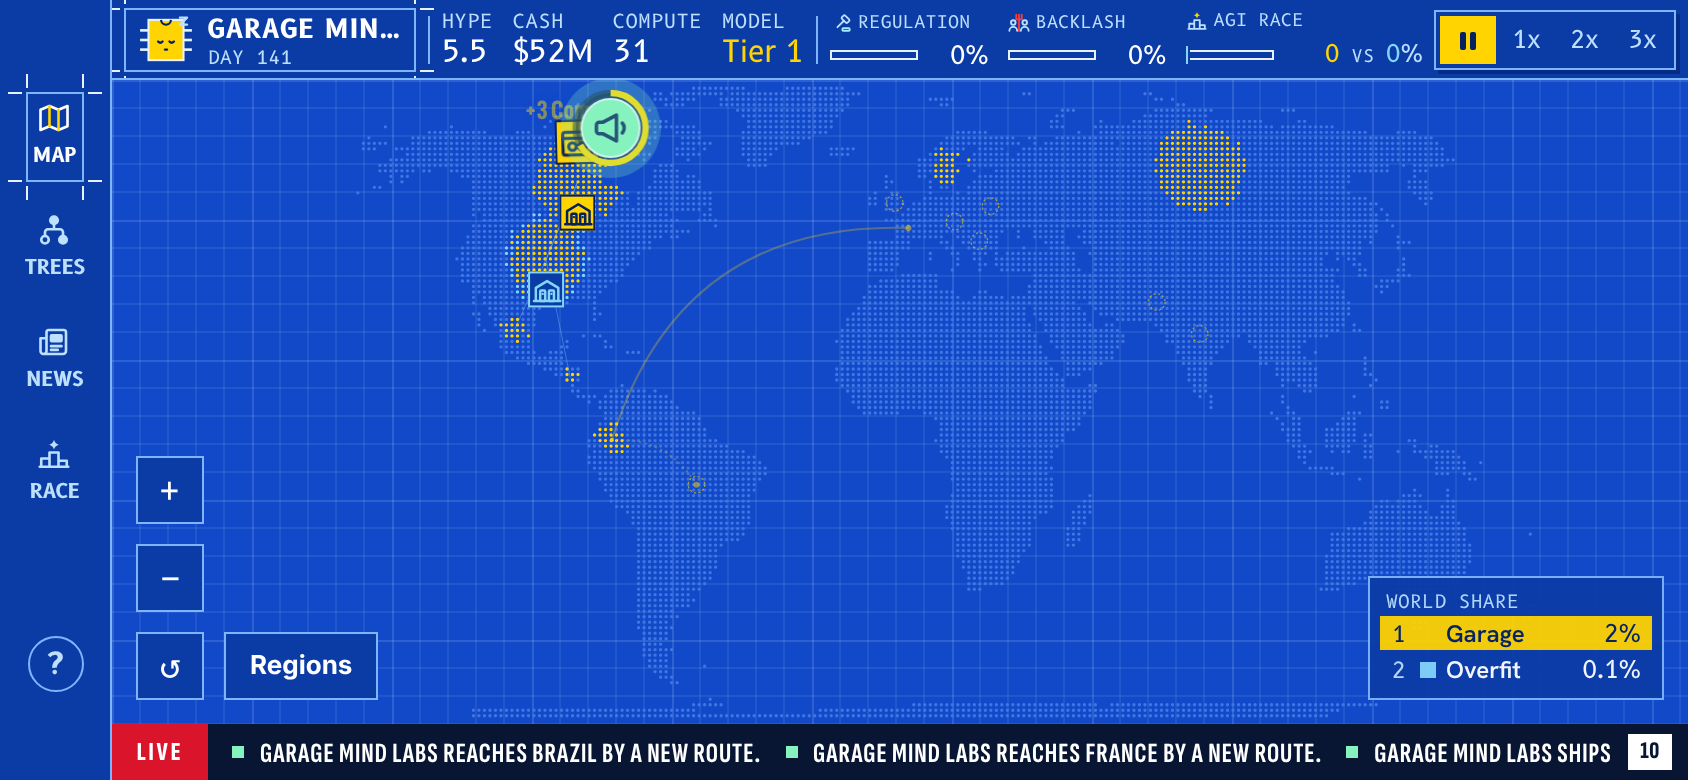 GARAGE MIN...
DAY 141
HYPE
5.5
CASH
$52M
COMPUTE
31
MODEL
Tier 1
REGULATION
0%
BACKLASH
0%
AGI RACE
0 VS 0%
1x
2x
3x
MAP
TREES
NEWS
RACE
?
+
−
↺
Regions
WORLD SHARE
1 Garage 2%
2 Overfit 0.1%
LIVE
GARAGE MIND LABS REACHES BRAZIL BY A NEW ROUTE.
GARAGE MIND LABS REACHES FRANCE BY A NEW ROUTE.
GARAGE MIND LABS SHIPS
10